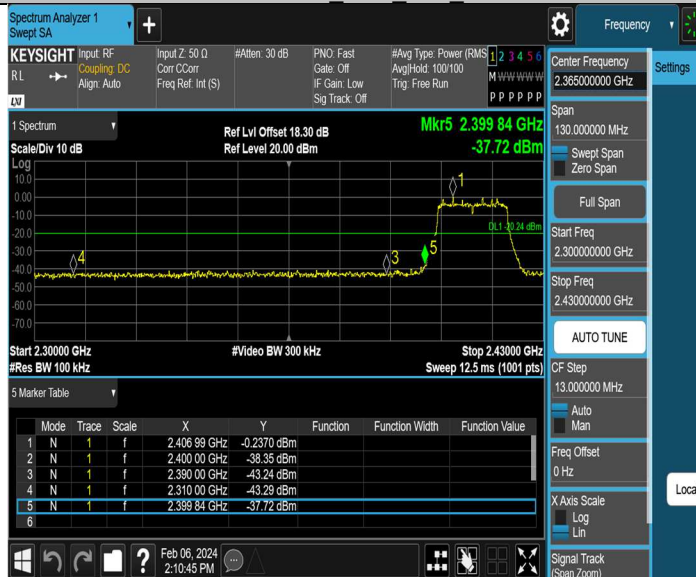 Spectrum Analyzer 1
Swept SA
+
Frequency
KEYSIGHT
RL
LXI
Input: RF
Coupling: DC
Align: Auto
Input Z: 50 Ω
Corr CCorr
Freq Ref: Int (S)
#Atten: 30 dB
PNO: Fast
Gate: Off
IF Gain: Low
Sig Track: Off
#Avg Type: Power (RMS
Avg|Hold: 100/100
Trig: Free Run
1 2 3 4 5 6
M W W W W W
P P P P P P
1 Spectrum
Scale/Div 10 dB
Log
Ref Lvl Offset 18.30 dB
Ref Level 20.00 dBm
Mkr5 2.399 84 GHz
-37.72 dBm
10.0
0.00
-10.0
-20.0
-30.0
-40.0
-50.0
-60.0
-70.0
1
DL1 -20.24 dBm
4
3
5
Start 2.30000 GHz
#Res BW 100 kHz
#Video BW 300 kHz
Stop 2.43000 GHz
Sweep 12.5 ms (1001 pts)
5 Marker Table
Mode Trace Scale X Y Function Function Width Function Value
1 N 1 f 2.406 99 GHz -0.2370 dBm
2 N 1 f 2.400 00 GHz -38.35 dBm
3 N 1 f 2.390 00 GHz -43.24 dBm
4 N 1 f 2.310 00 GHz -43.29 dBm
5 N 1 f 2.399 84 GHz -37.72 dBm
6
?
Feb 06, 2024
2:10:45 PM
Center Frequency
2.365000000 GHz
Settings
Span
130.000000 MHz
Swept Span
Zero Span
Full Span
Start Freq
2.300000000 GHz
Stop Freq
2.430000000 GHz
AUTO TUNE
CF Step
13.000000 MHz
Auto
Man
Freq Offset
0 Hz
Loca
X Axis Scale
Log
Lin
Signal Track
(Span Zoom)